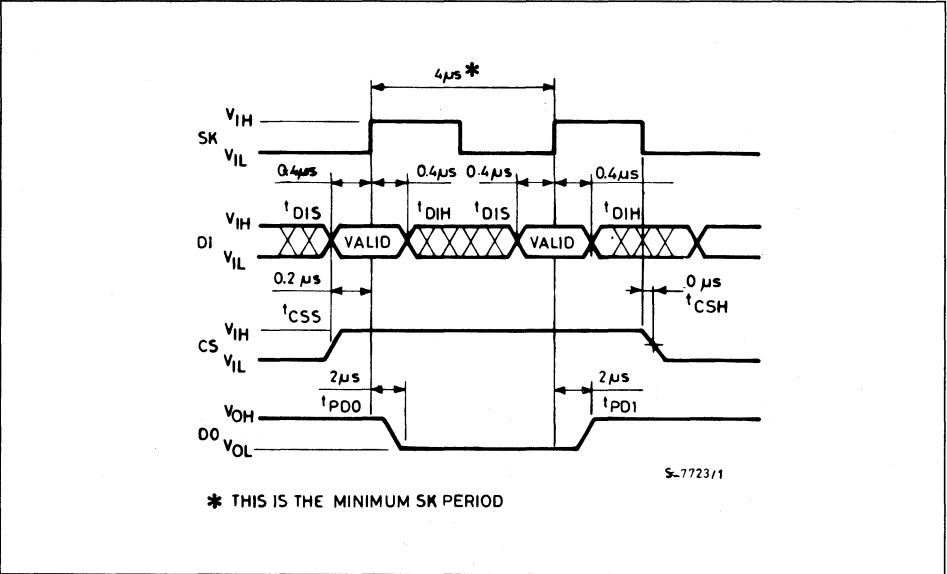 4µs*
VIH
SK
VIL
0.4µs 0.4µs 0.4µs 0.4µs
tDIS tDIH tDIS tDIH
VIH
DI VALID VALID
VIL
0.2 µs 0 µs
tCSS tCSH
VIH
CS
VIL
2µs 2µs
tPD0 tPD1
VOH
DO
VOL
S-7723/1
* THIS IS THE MINIMUM SK PERIOD